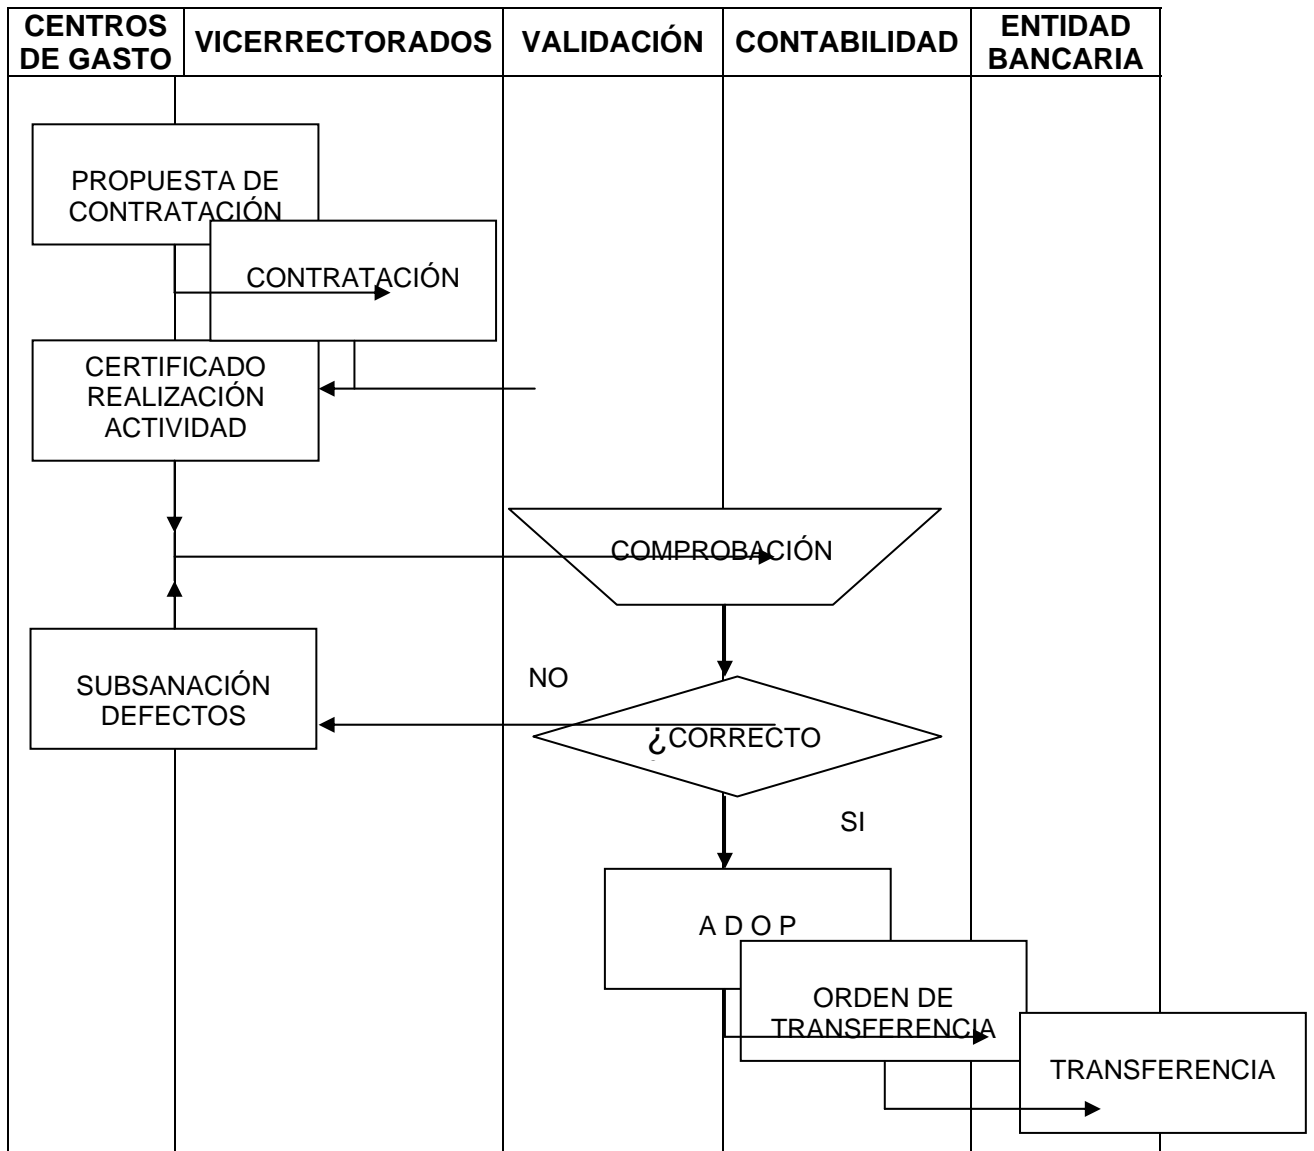 CENTROS
DE GASTO
VICERRECTORADOS
VALIDACIÓN
CONTABILIDAD
ENTIDAD
BANCARIA
PROPUESTA DE
CONTRATACIÓN
CONTRATACIÓN
CERTIFICADO
REALIZACIÓN
ACTIVIDAD
COMPROBACIÓN
SUBSANACIÓN
DEFECTOS
NO
¿CORRECTO
SI
A D O P
ORDEN DE
TRANSFERENCIA
TRANSFERENCIA